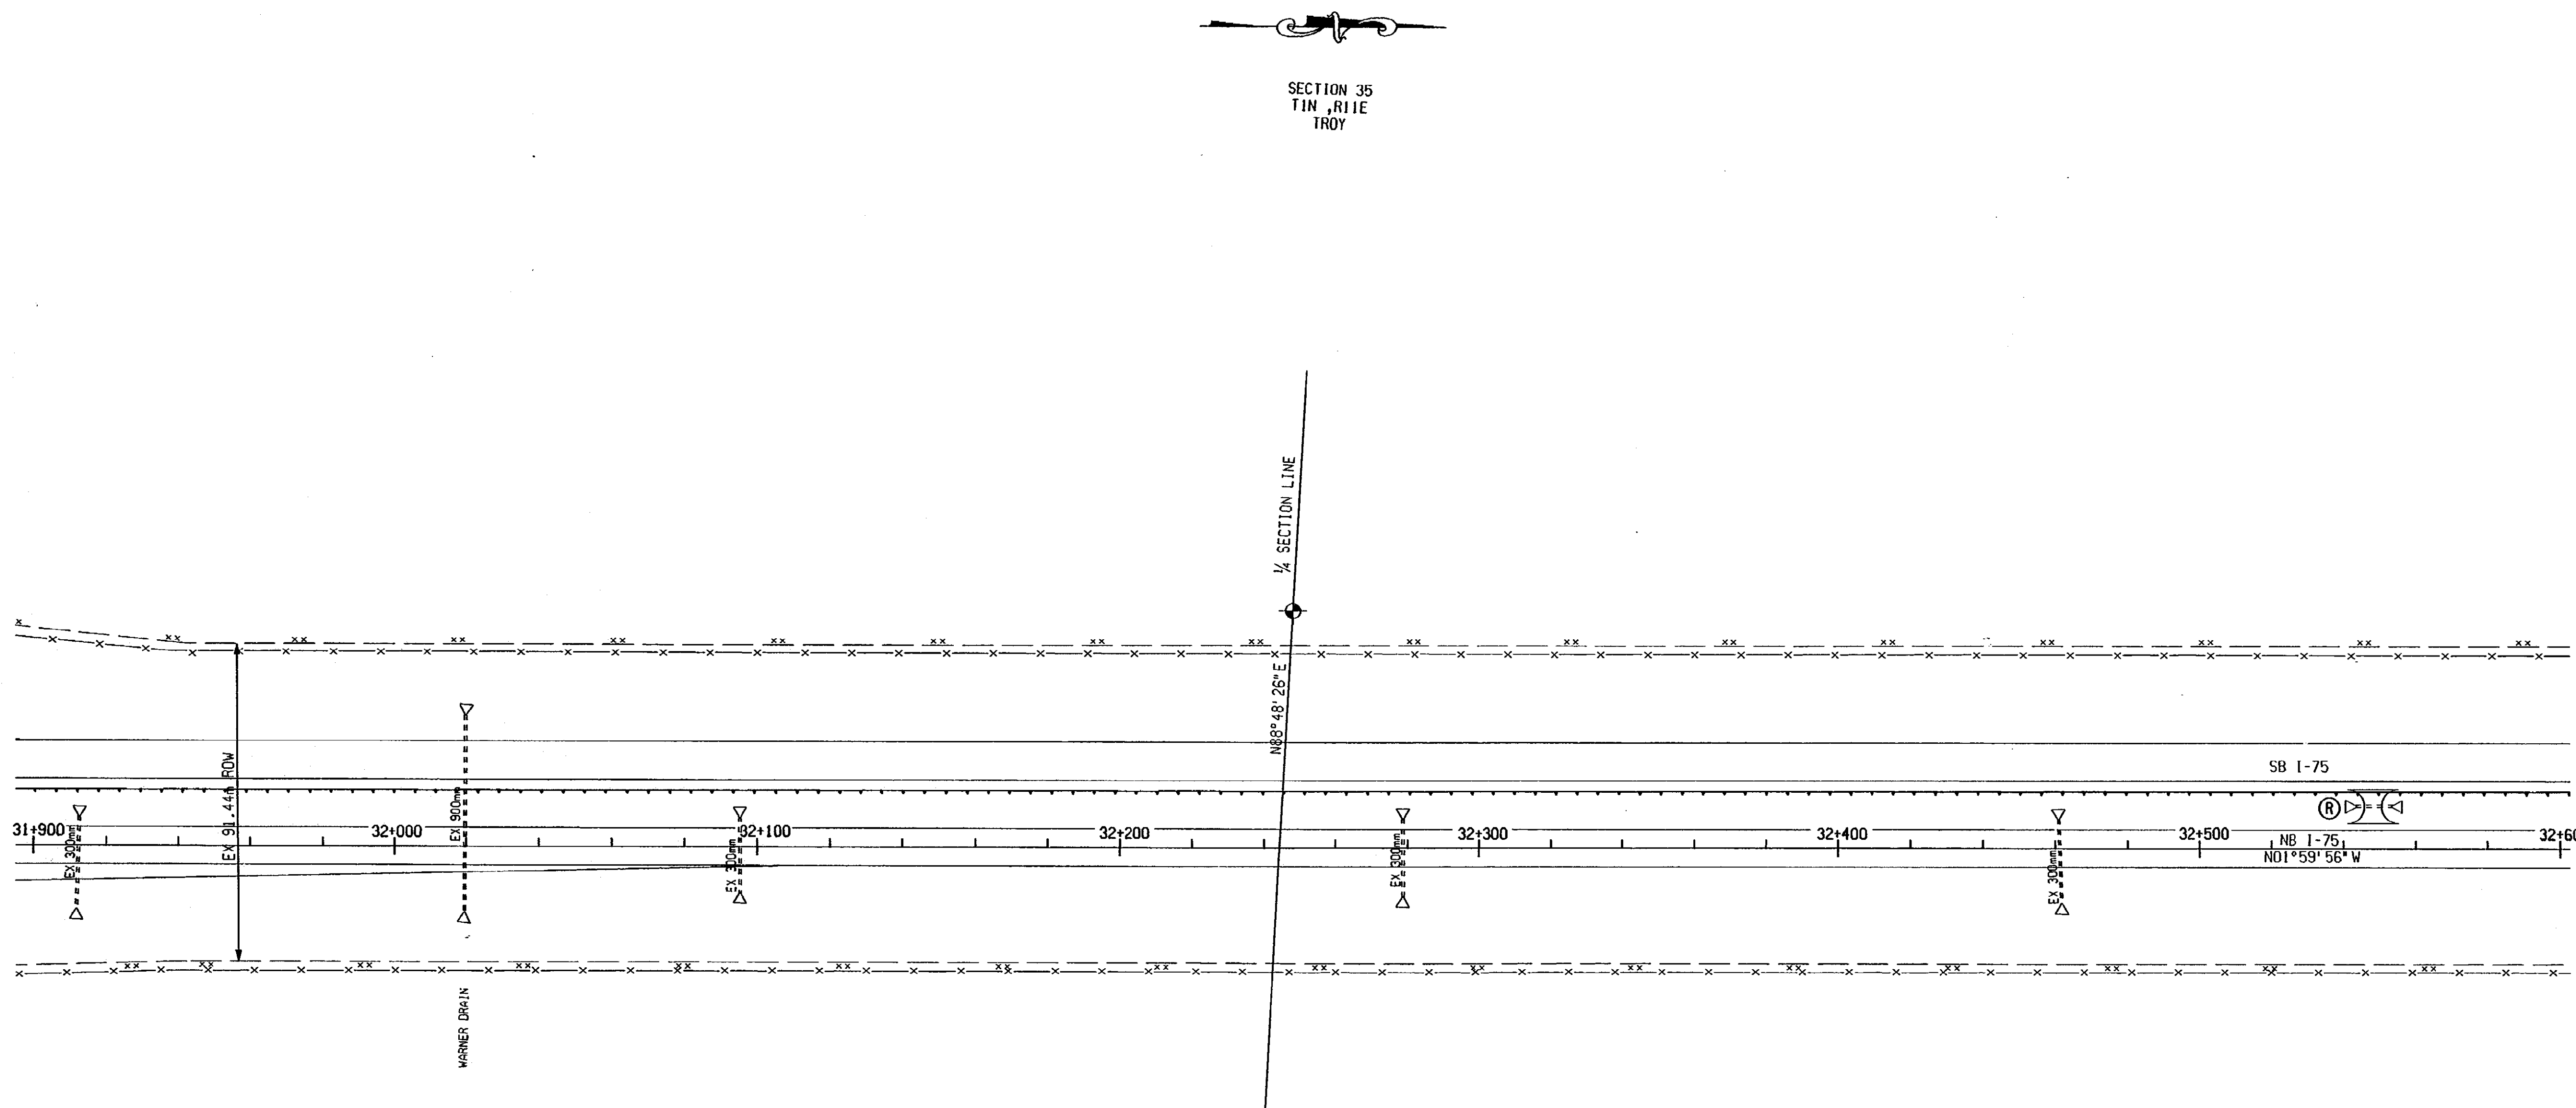 SECTION 35
T1N ,R11E
TROY
1/4 SECTION LINE
N88°48'26"E
EX 91.44m ROW
SB I-75
EX 300mm
EX 900mm
EX 300mm
EX 300mm
EX 300mm
R
31+900
32+000
32+100
32+200
32+300
32+400
32+500
32+60
NB I-75
N01°59'56"W
WARNER DRAIN